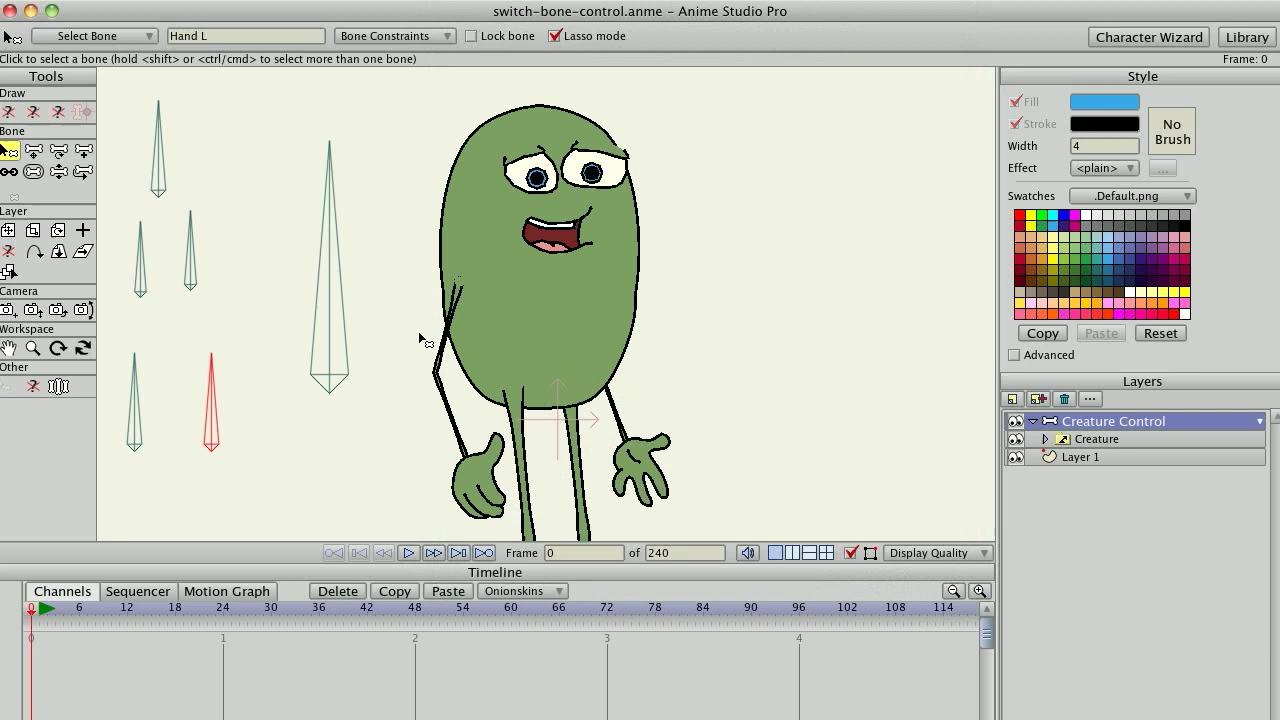 switch-bone-control.anme - Anime Studio Pro
Select Bone Hand L Bone Constraints Lock bone Lasso mode Character Wizard Library
Click to select a bone (hold <shift> or <ctrl/cmd> to select more than one bone) Frame: 0
Tools
Draw
Bone
Layer
Camera
Workspace
Other
Style
Fill
Stroke
No Brush
Width 4
Effect <plain> ...
Swatches .Default.png
Copy Paste Reset
Advanced
Layers
...
Creature Control
Creature
Layer 1
Frame 0 of 240 Display Quality
Timeline
Channels Sequencer Motion Graph Delete Copy Paste Onionskins
0 6 12 18 24 30 36 42 48 54 60 66 72 78 84 90 96 102 108 114
0 1 2 3 4